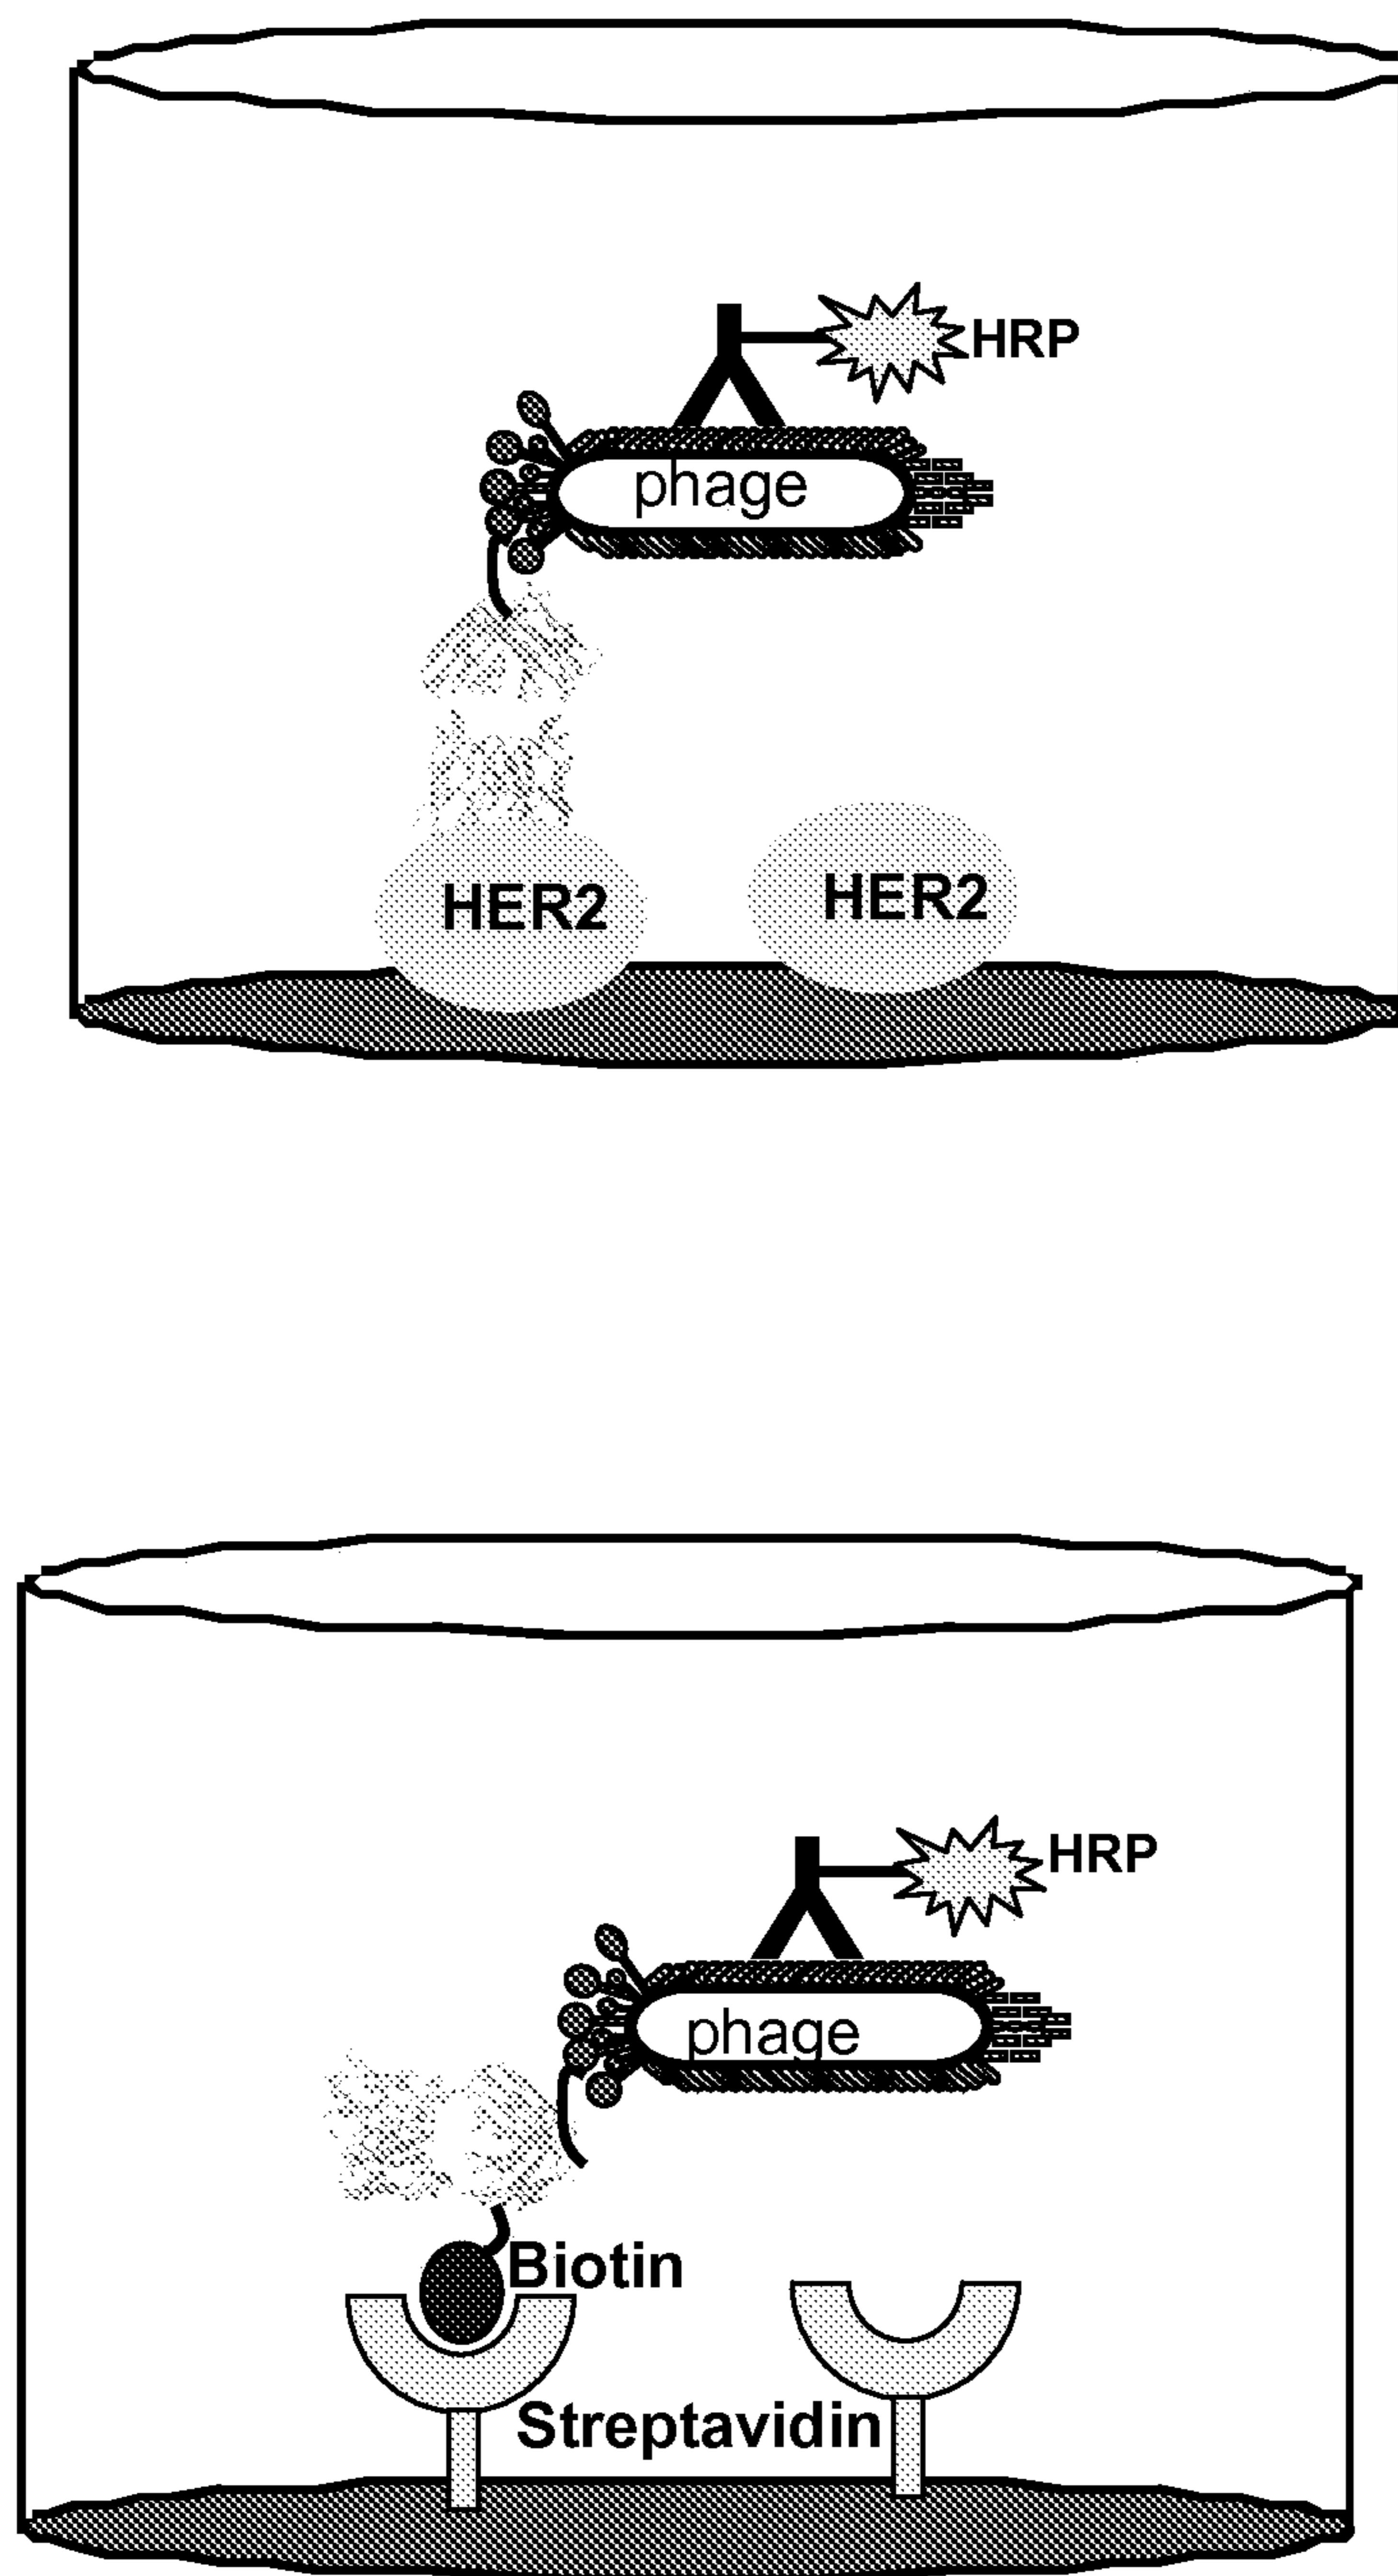 HRP
phage
HER2
HER2
HRP
phage
Biotin
Streptavidin